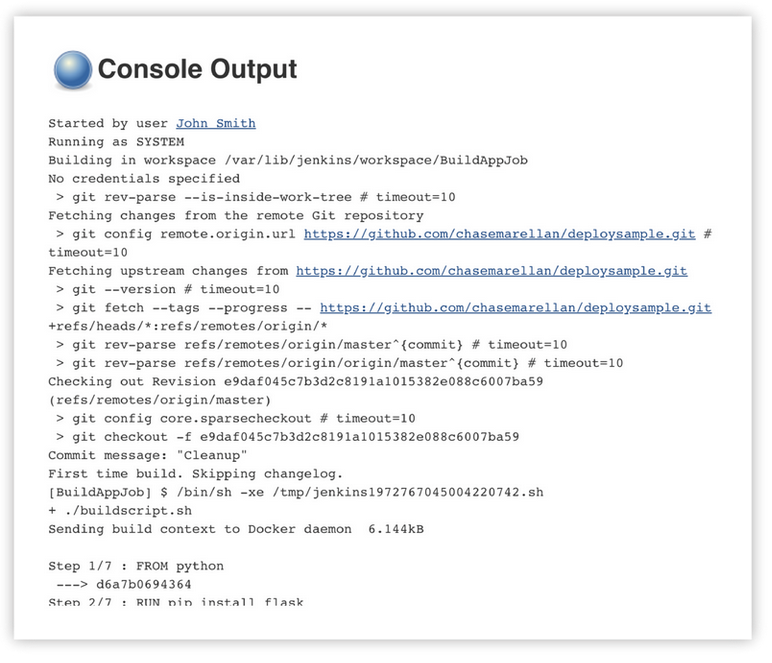 Console Output
Started by user John Smith
Running as SYSTEM
Building in workspace /var/lib/jenkins/workspace/BuildAppJob
No credentials specified
 > git rev-parse --is-inside-work-tree # timeout=10
Fetching changes from the remote Git repository
 > git config remote.origin.url https://github.com/chasemarellan/deploysample.git #
timeout=10
Fetching upstream changes from https://github.com/chasemarellan/deploysample.git
 > git --version # timeout=10
 > git fetch --tags --progress -- https://github.com/chasemarellan/deploysample.git
+refs/heads/*:refs/remotes/origin/*
 > git rev-parse refs/remotes/origin/master^{commit} # timeout=10
 > git rev-parse refs/remotes/origin/origin/master^{commit} # timeout=10
Checking out Revision e9daf045c7b3d2c8191a1015382e088c6007ba59
(refs/remotes/origin/master)
 > git config core.sparsecheckout # timeout=10
 > git checkout -f e9daf045c7b3d2c8191a1015382e088c6007ba59
Commit message: "Cleanup"
First time build. Skipping changelog.
[BuildAppJob] $ /bin/sh -xe /tmp/jenkins1972767045004220742.sh
+ ./buildscript.sh
Sending build context to Docker daemon  6.144kB
Step 1/7 : FROM python
 ---> d6a7b0694364
Step 2/7 : RUN pip install flask